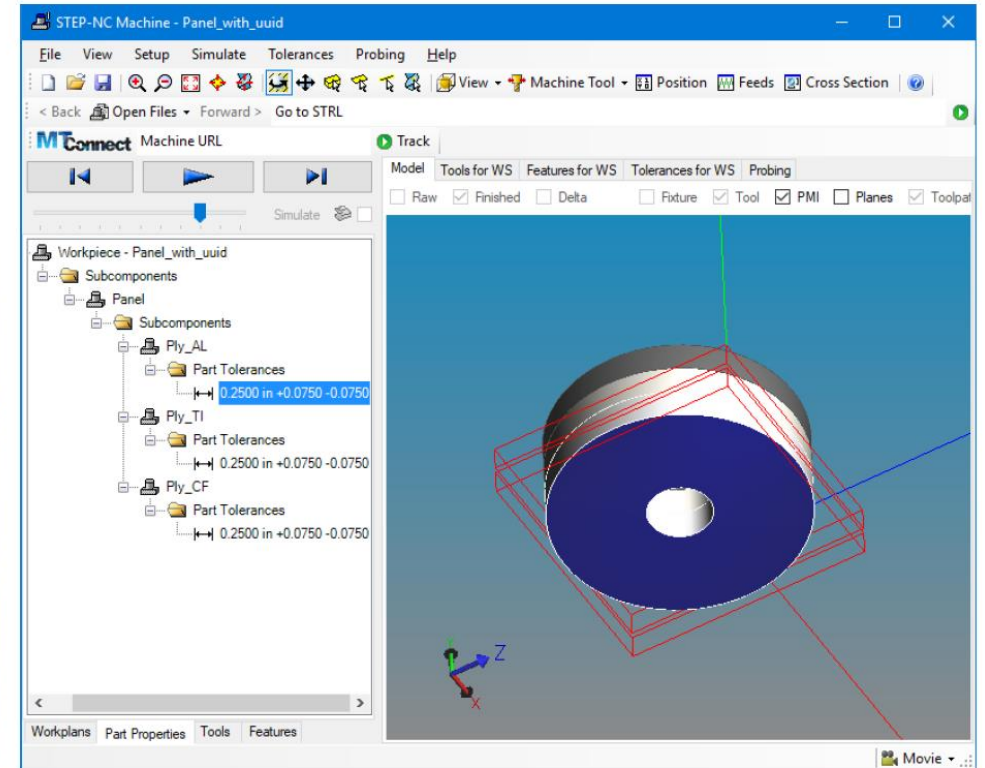 STEP-NC Machine - Panel_with_uuid
File View Setup Simulate Tolerances Probing Help
View Machine Tool Position Feeds Cross Section
< Back Open Files Forward > Go to STRL
MTConnect Machine URL Track
Model Tools for WS Features for WS Tolerances for WS Probing
Raw Finished Delta Fixture Tool PMI Planes Toolpat
Simulate
Workpiece - Panel_with_uuid
Subcomponents
Panel
Subcomponents
Ply_AL
Part Tolerances
0.2500 in +0.0750 -0.0750
Ply_TI
Part Tolerances
0.2500 in +0.0750 -0.0750
Ply_CF
Part Tolerances
0.2500 in +0.0750 -0.0750
Z
X
Workplans Part Properties Tools Features
Movie